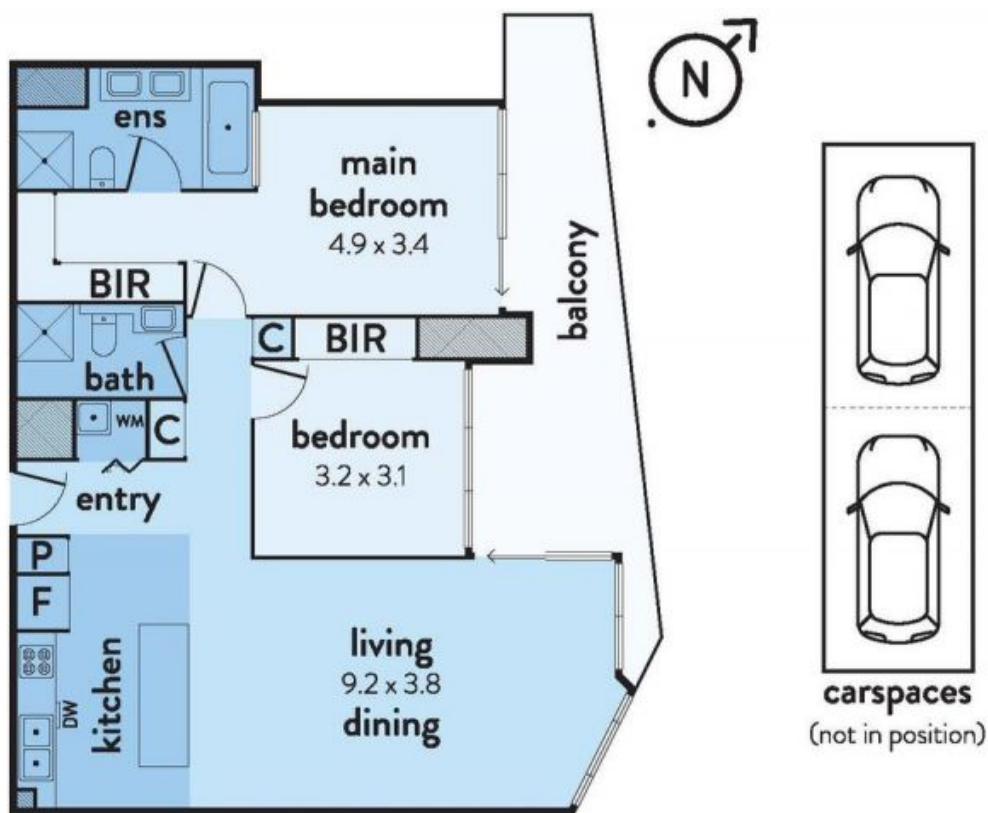 N
ens
main
bedroom
4.9 x 3.4
balcony
BIR
C
BIR
bath
WM
C
bedroom
3.2 x 3.1
entry
P
F
kitchen
DW
living
9.2 x 3.8
dining
carspaces
(not in position)